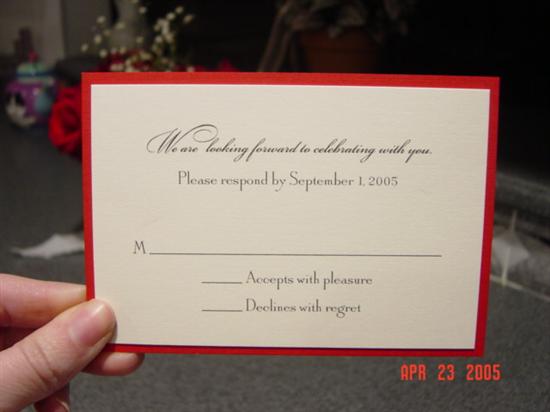 We are looking forward to celebrating with you.
Please respond by September 1, 2005
M
Accepts with pleasure
Declines with regret
APR 23 2005